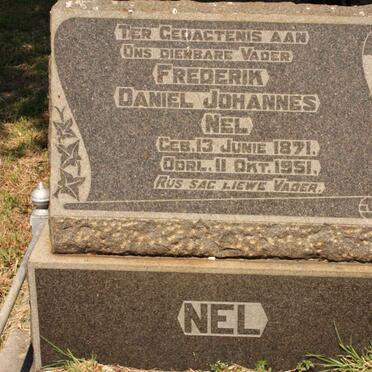 TER GEDACTENIS AAN
ONS DIERBARE VADER
FREDERIK
DANIEL JOHANNES
NEL
GEB. 13 JUNIE 1871.
OORL. 11 OKT. 1951.
RUS SAG LIEWE VADER.
NEL